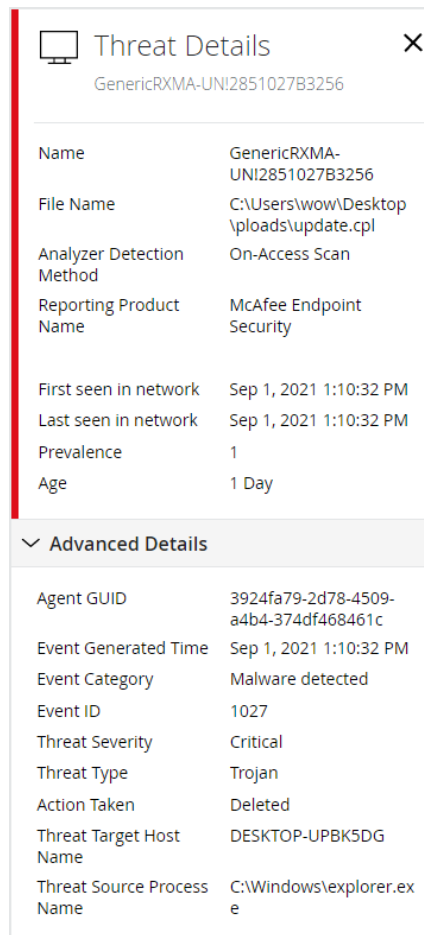 Threat Details
GenericRXMA-UN!2851027B3256
Name GenericRXMA-
UN!2851027B3256
File Name C:\Users\wow\Desktop
\ploads\update.cpl
Analyzer Detection On-Access Scan
Method
Reporting Product McAfee Endpoint
Name Security
First seen in network Sep 1, 2021 1:10:32 PM
Last seen in network Sep 1, 2021 1:10:32 PM
Prevalence 1
Age 1 Day
Advanced Details
Agent GUID 3924fa79-2d78-4509-
a4b4-374df468461c
Event Generated Time Sep 1, 2021 1:10:32 PM
Event Category Malware detected
Event ID 1027
Threat Severity Critical
Threat Type Trojan
Action Taken Deleted
Threat Target Host DESKTOP-UPBK5DG
Name
Threat Source Process C:\Windows\explorer.ex
Name e